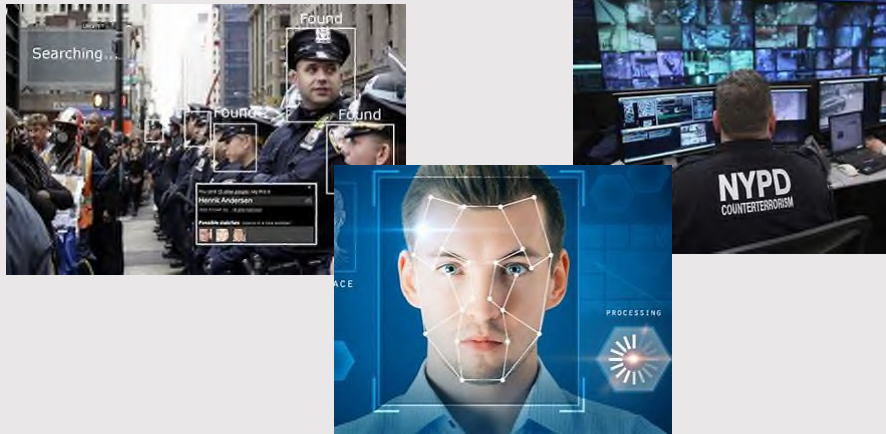 Found
Searching...
Found
Found
Henrik Andersen
Possible matches
NYPD
COUNTERTERRORISM
ACE
PROCESSING